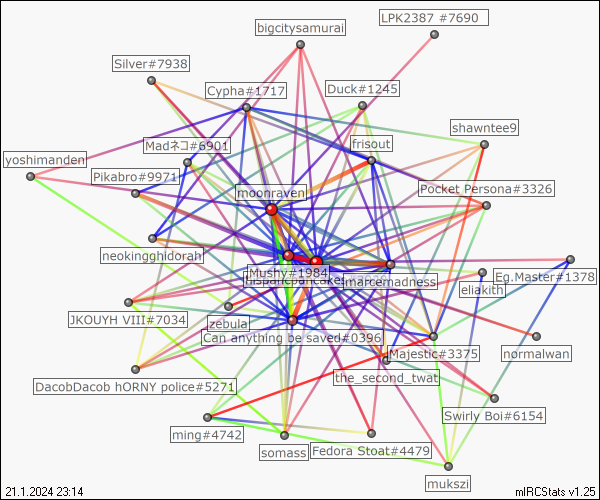 LPK2387 #7690
bigcitysamurai
Silver#7938
Cypha#1717
Duck#1245
shawntee9
Madネコ#6901
frisout
yoshimanden
Pikabro#9971
moonraven
Pocket Persona#3326
neokingghidorah
Mushy#1984
marcemadness
Eg.Master#1378
eliakith
JKOUYH VIII#7034
zebula
Can anything be saved#0396
Majestic#3375
normalwan
the_second_twat
DacobDacob hORNY police#5271
Swirly Boi#6154
ming#4742
somass
Fedora Stoat#4479
mukszi
21.1.2024 23:14
mIRCStats v1.25